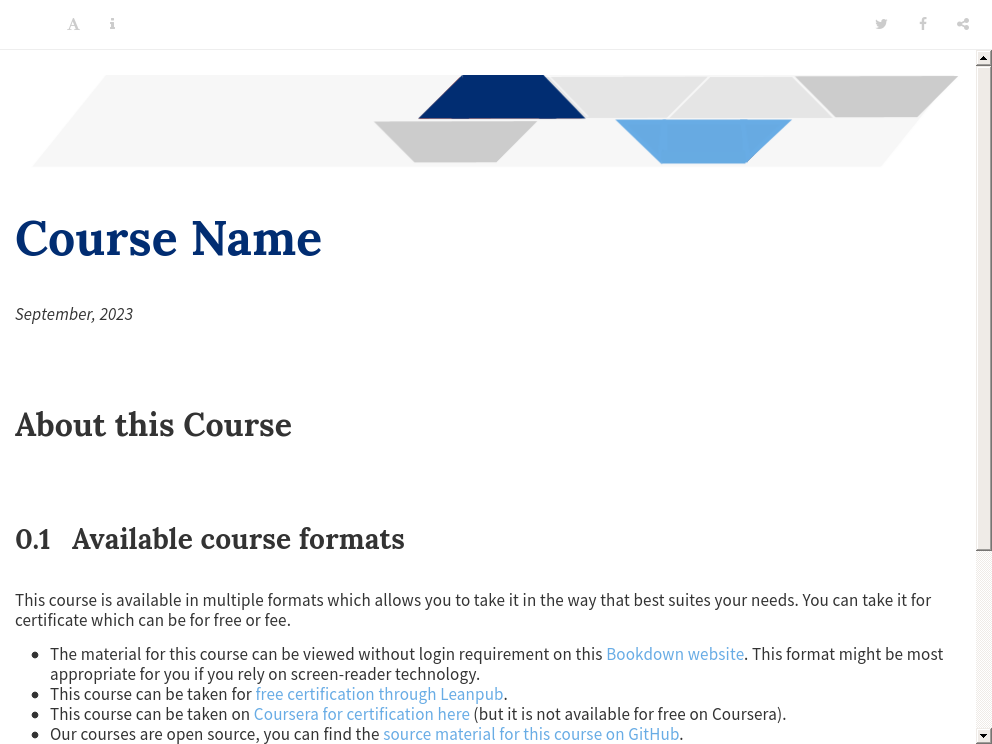 Course Name
September, 2023
About this Course
0.1 Available course formats
This course is available in multiple formats which allows you to take it in the way that best suites your needs. You can take it for
certificate which can be for free or fee.
The material for this course can be viewed without login requirement on this Bookdown website. This format might be most
appropriate for you if you rely on screen-reader technology.
This course can be taken for free certification through Leanpub.
This course can be taken on Coursera for certification here (but it is not available for free on Coursera).
Our courses are open source, you can find the source material for this course on GitHub.